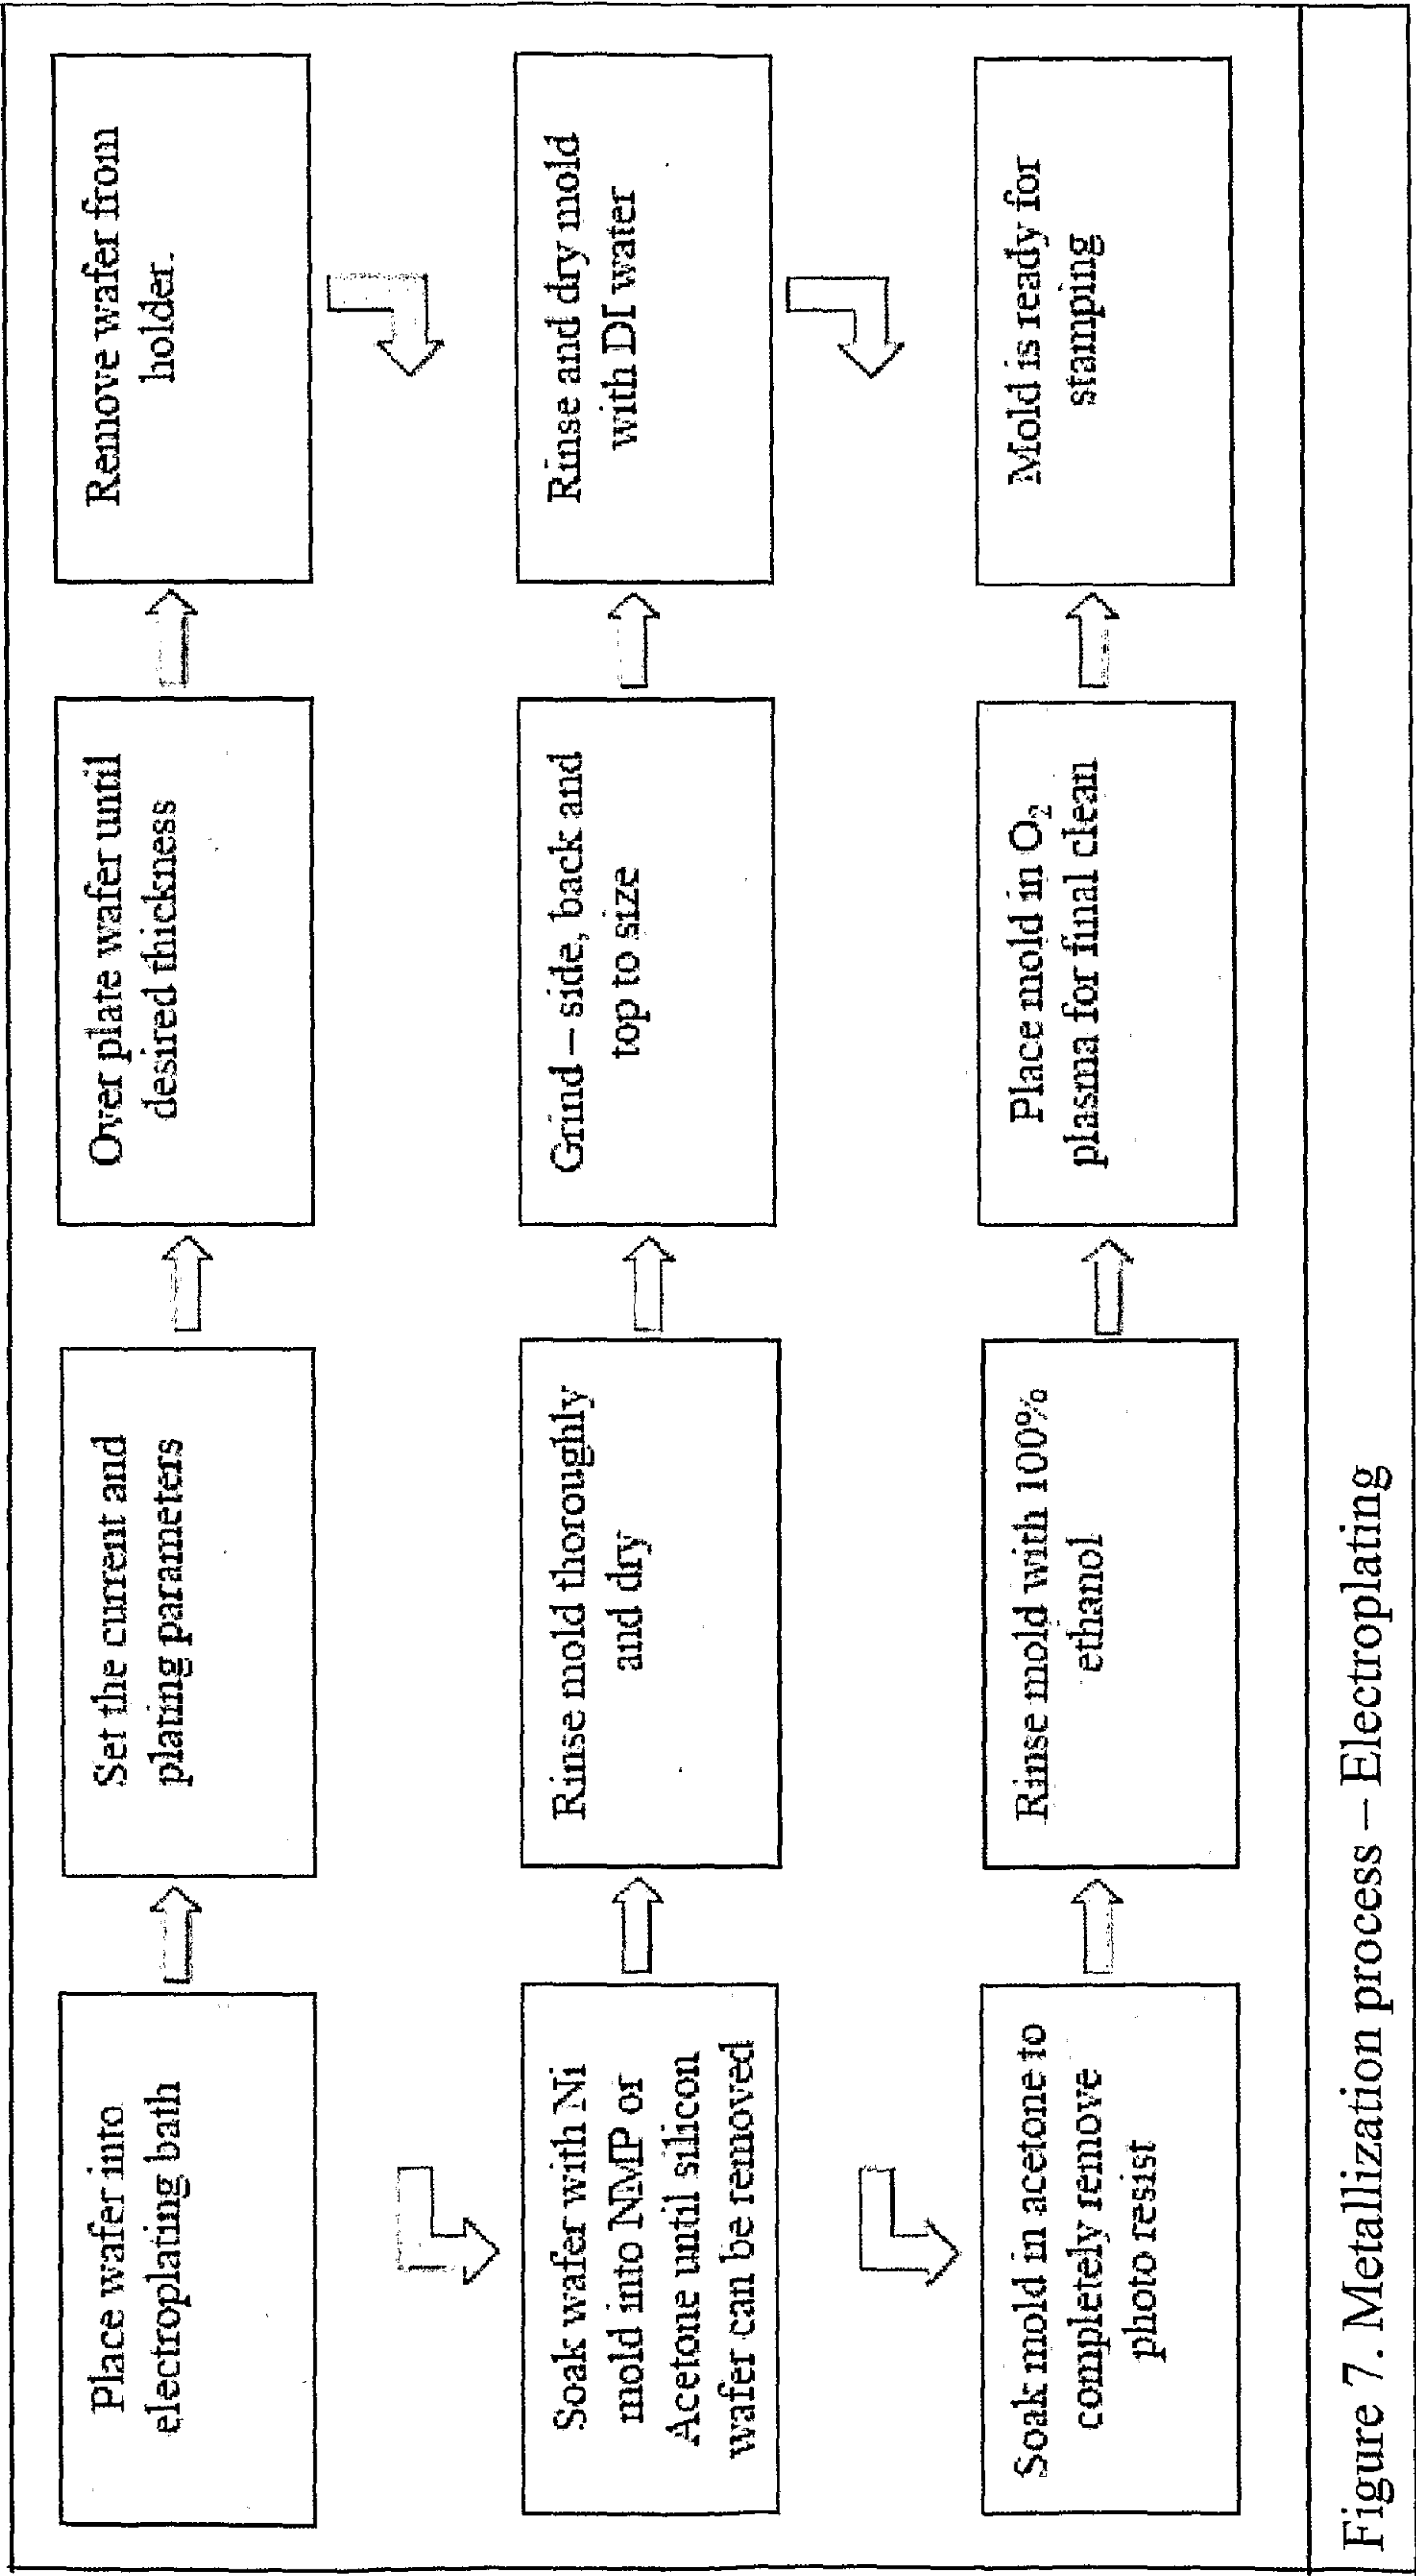 Place wafer into
electroplating bath
Set the current and
plating parameters
Over plate wafer until
desired thickness
Remove wafer from
holder.
Soak wafer with Ni
mold into NMP or
Acetone until silicon
wafer can be removed
Rinse mold thoroughly
and dry
Grind – side, back and
top to size
Rinse and dry mold
with DI water
Soak mold in acetone to
completely remove
photo resist
Rinse mold with 100%
ethanol
Place mold in O₂
plasma for final clean
Mold is ready for
stamping
Figure 7. Metallization process – Electroplating